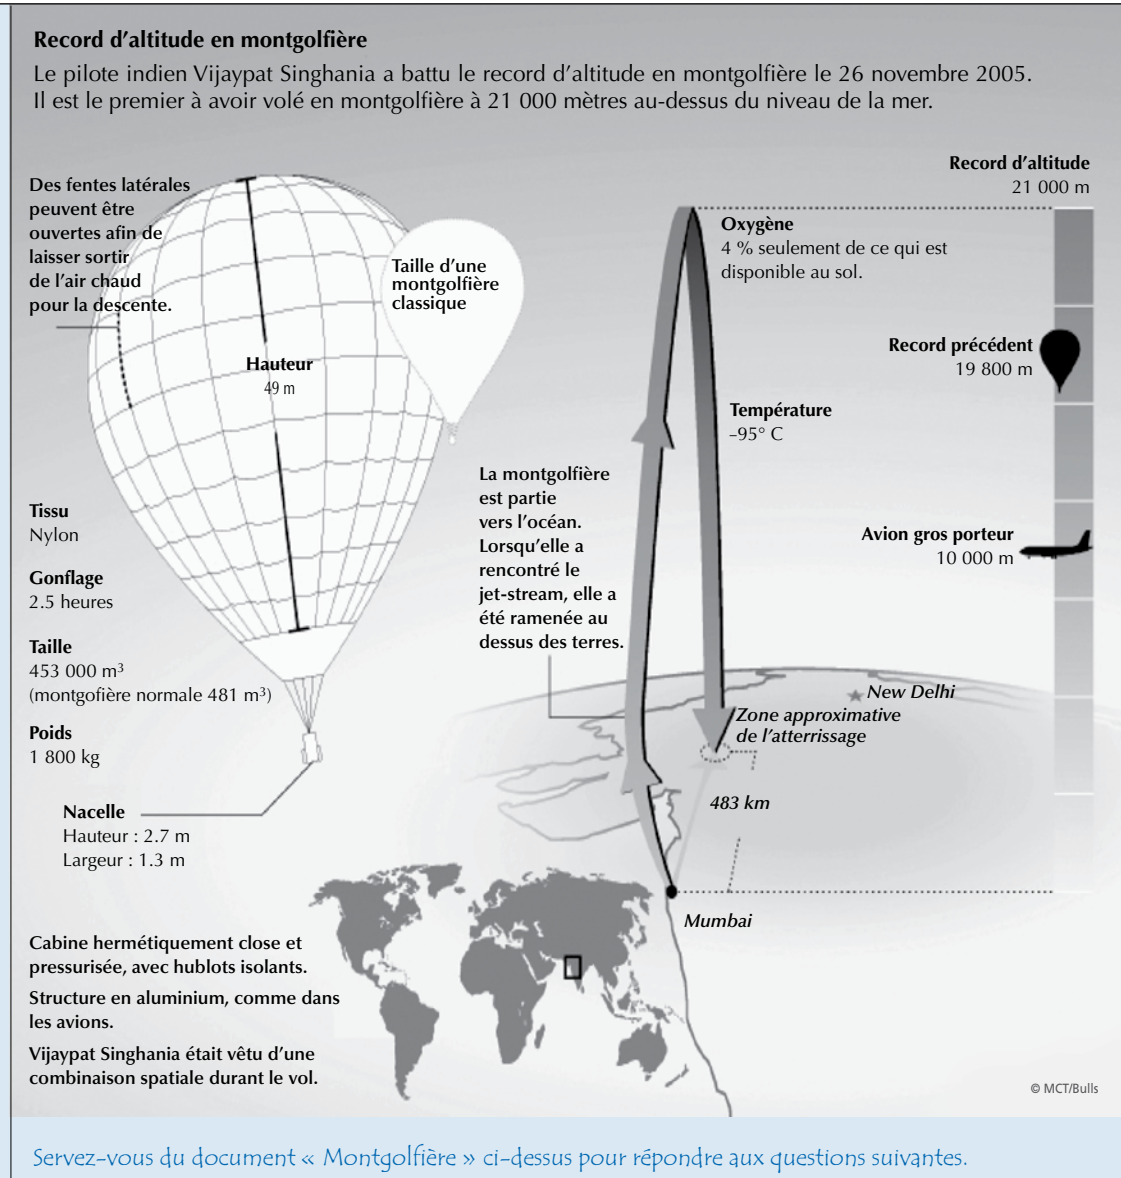 Record d'altitude en montgolfière
Le pilote indien Vijaypat Singhania a battu le record d'altitude en montgolfière le 26 novembre 2005.
Il est le premier à avoir volé en montgolfière à 21 000 mètres au-dessus du niveau de la mer.
Des fentes latérales
peuvent être
ouvertes afin de
laisser sortir
de l'air chaud
pour la descente.
Hauteur
49 m
Taille d'une
montgolfière
classique
Tissu
Nylon
Gonflage
2.5 heures
Taille
453 000 m³
(montgofière normale 481 m³)
Poids
1 800 kg
Nacelle
Hauteur : 2.7 m
Largeur : 1.3 m
Cabine hermétiquement close et
pressurisée, avec hublots isolants.
Structure en aluminium, comme dans
les avions.
Vijaypat Singhania était vêtu d'une
combinaison spatiale durant le vol.
La montgolfière
est partie
vers l'océan.
Lorsqu'elle a
rencontré le
jet-stream, elle a
été ramenée au
dessus des terres.
Record d'altitude
21 000 m
Oxygène
4 % seulement de ce qui est
disponible au sol.
Record précédent
19 800 m
Température
–95° C
Avion gros porteur
10 000 m
New Delhi
Zone approximative
de l'atterrissage
483 km
Mumbai
© MCT/Bulls
Servez-vous du document « Montgolfière » ci-dessus pour répondre aux questions suivantes.